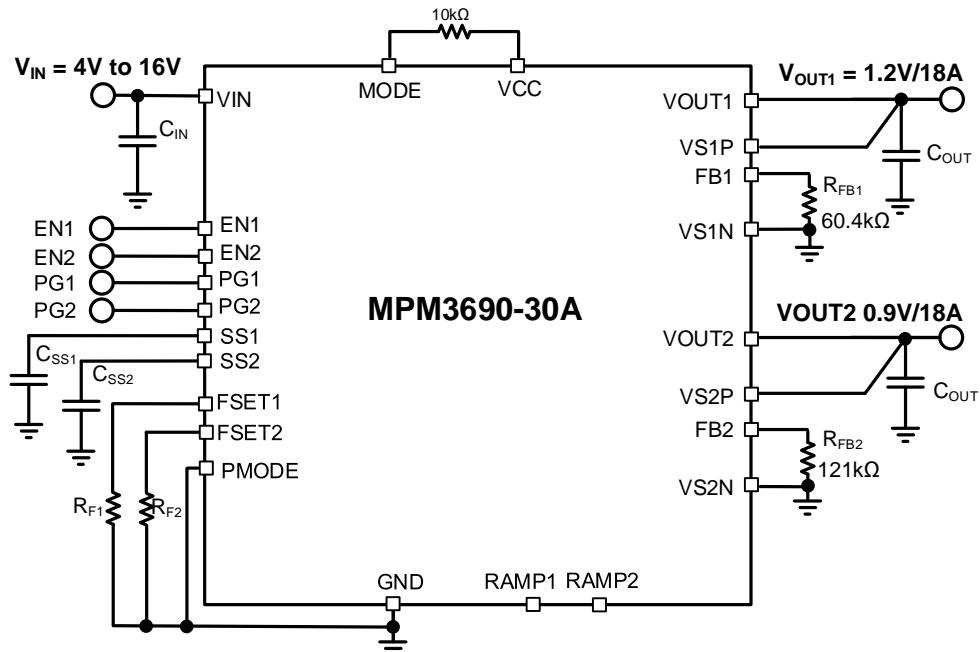 10kΩ
V_IN = 4V to 16V
MODE
VCC
V_OUT1 = 1.2V/18A
VIN
VOUT1
C_IN
VS1P
C_OUT
FB1
R_FB1
60.4kΩ
EN1
EN1
VS1N
EN2
EN2
PG1
PG1
PG2
PG2
MPM3690-30A
VOUT2 0.9V/18A
SS1
C_SS1
SS2
C_SS2
VOUT2
VS2P
C_OUT
FSET1
FSET2
FB2
R_FB2
121kΩ
PMODE
VS2N
R_F1
R_F2
GND
RAMP1
RAMP2